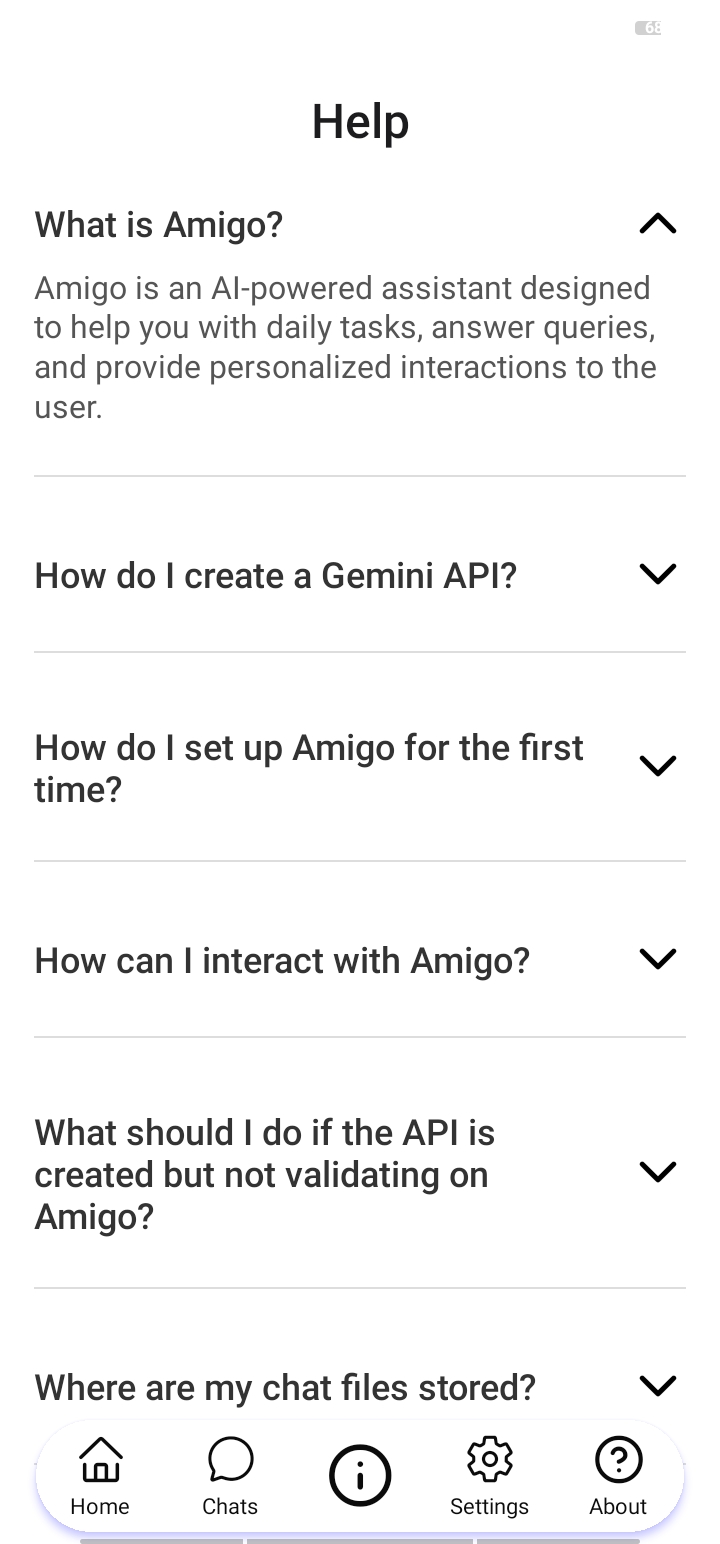 68
Help
What is Amigo?
Amigo is an AI-powered assistant designed
to help you with daily tasks, answer queries,
and provide personalized interactions to the
user.
How do I create a Gemini API?
How do I set up Amigo for the first
time?
How can I interact with Amigo?
What should I do if the API is
created but not validating on
Amigo?
Where are my chat files stored?
Home
Chats
Settings
About